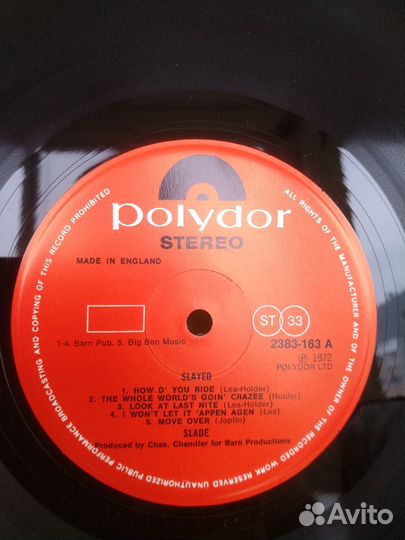 polydor
STEREO
MADE IN ENGLAND
ST 33
1-4. Barn Pub. 5. Big Ben Music
2383-163 A
℗ 1972
POLYDOR LTD
SLAYED
1. HOW D' YOU RIDE (Lea-Holder)
2. THE WHOLE WORLD'S GOIN' CRAZEE (Holder)
3. LOOK AT LAST NITE (Lea-Holder)
4. I WON'T LET IT 'APPEN AGEN (Lea)
5. MOVE OVER (Joplin)
SLADE
Produced by Chas. Chandler for Barn Productions
ALL RIGHTS OF THE MANUFACTURER AND OF THE OWNER OF THE RECORDED WORK RESERVED UNAUTHORIZED PUBLIC PERFORMANCE BROADCASTING AND COPYING OF THIS RECORD PROHIBITED
Avito